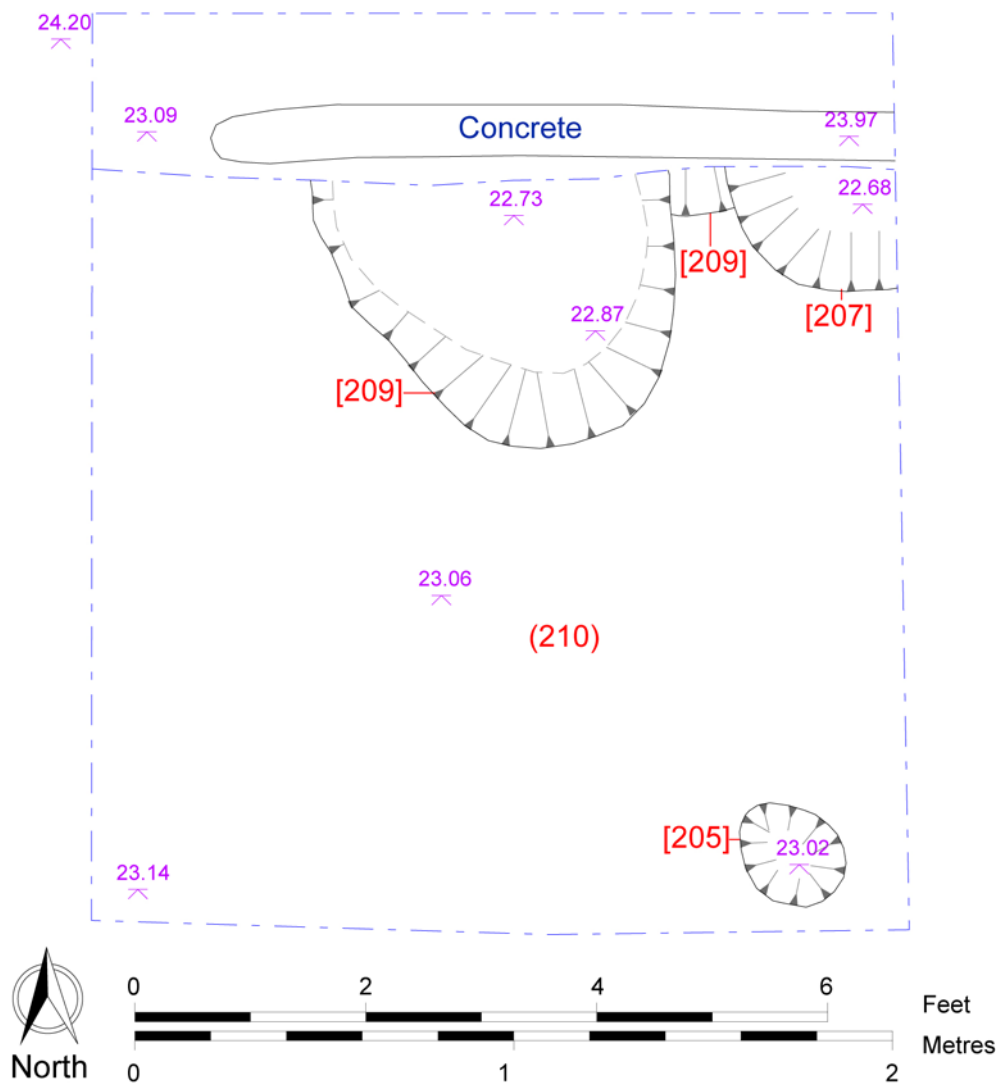 24.20
23.09
Concrete
23.97
22.73
22.68
[209]
[207]
22.87
[209]
23.06
(210)
[205]
23.02
23.14
0 2 4 6 Feet
Metres
North
0 1 2